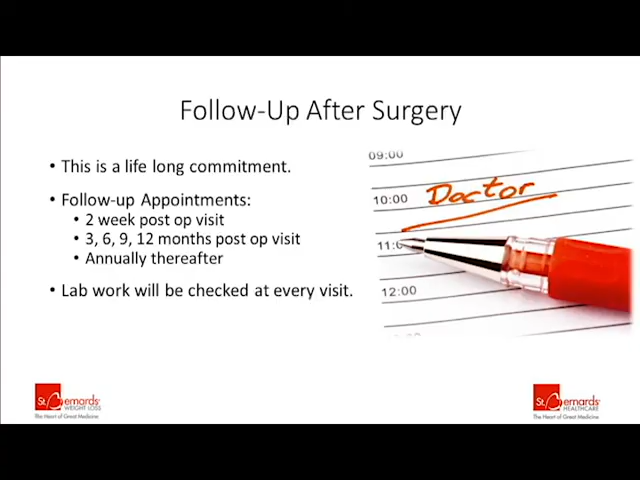 Follow-Up After Surgery
• This is a life long commitment.
• Follow-up Appointments:
• 2 week post op visit
• 3, 6, 9, 12 months post op visit
• Annually thereafter
• Lab work will be checked at every visit.
09:00
10:00 Doctor
11:0
12:00
St. Bernards
WEIGHT LOSS
The Heart of Great Medicine
St. Bernards
HEALTHCARE
The Heart of Great Medicine